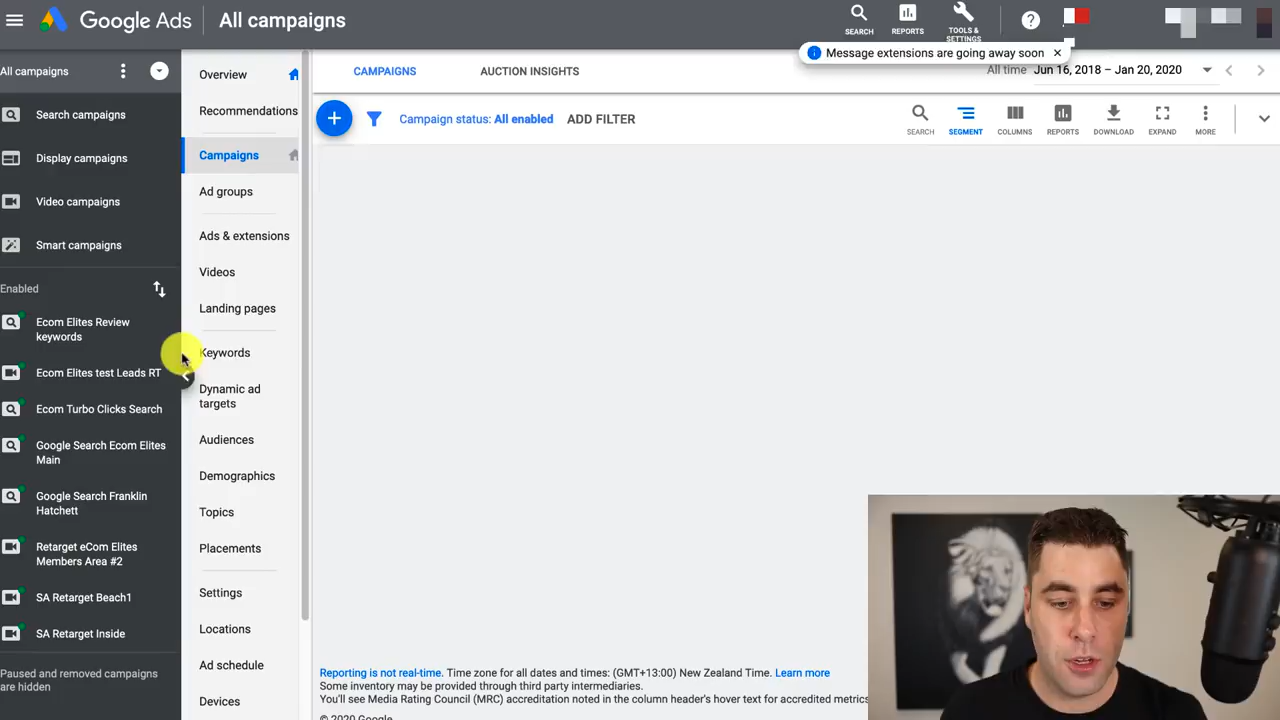 Google Ads
All campaigns
SEARCH
REPORTS
TOOLS &
SETTINGS
Message extensions are going away soon
All campaigns
Search campaigns
Display campaigns
Video campaigns
Smart campaigns
Enabled
Ecom Elites Review
keywords
Ecom Elites test Leads RT
Ecom Turbo Clicks Search
Google Search Ecom Elites
Main
Google Search Franklin
Hatchett
Retarget eCom Elites
Members Area #2
SA Retarget Beach1
SA Retarget Inside
Paused and removed campaigns
are hidden
Overview
Recommendations
Campaigns
Ad groups
Ads & extensions
Videos
Landing pages
Keywords
Dynamic ad
targets
Audiences
Demographics
Topics
Placements
Settings
Locations
Ad schedule
Devices
CAMPAIGNS
AUCTION INSIGHTS
All time Jun 16, 2018 – Jan 20, 2020
Campaign status: All enabled
ADD FILTER
SEARCH
SEGMENT
COLUMNS
REPORTS
DOWNLOAD
EXPAND
MORE
Reporting is not real-time. Time zone for all dates and times: (GMT+13:00) New Zealand Time. Learn more
Some inventory may be provided through third party intermediaries.
You'll see Media Rating Council (MRC) accreditation noted in the column header's hover text for accredited metrics
© 2020 Google